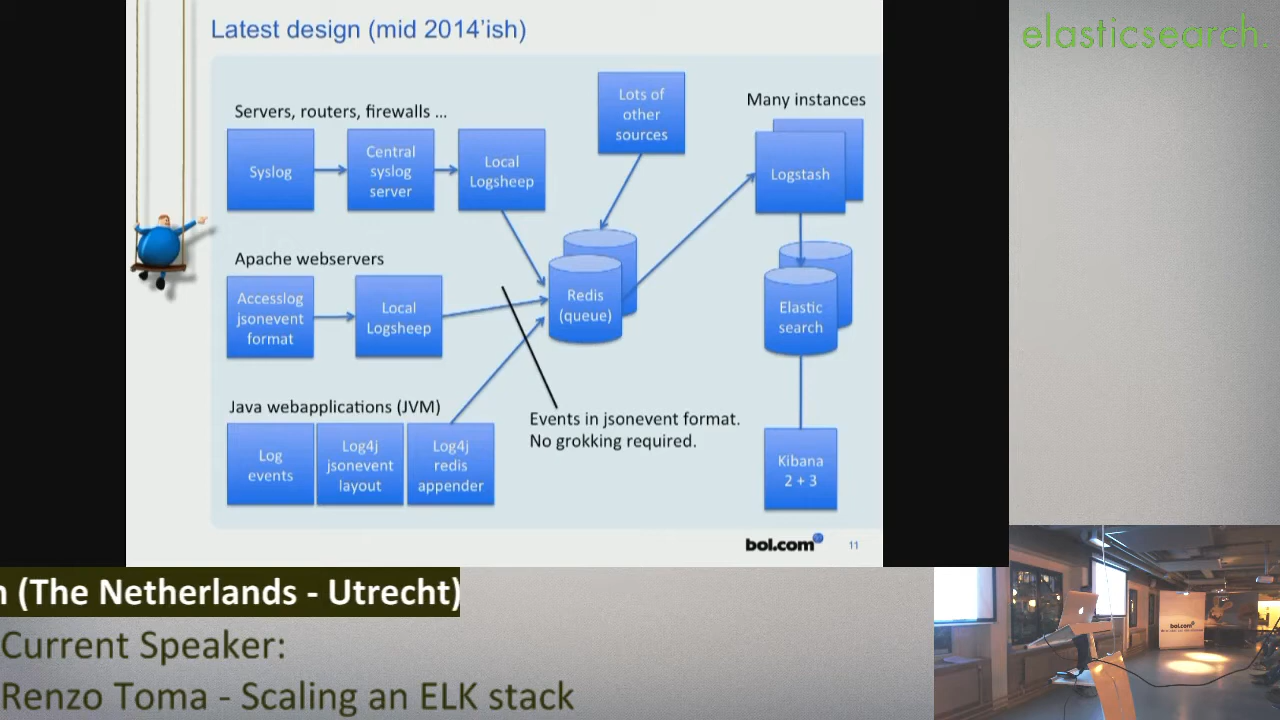 Latest design (mid 2014'ish)
elasticsearch.
Servers, routers, firewalls ...
Syslog
Central
syslog
server
Local
Logsheep
Lots of
other
sources
Many instances
Logstash
Apache webservers
Accesslog
jsonevent
format
Local
Logsheep
Redis
(queue)
Elastic
search
Java webapplications (JVM)
Log
events
Log4j
jsonevent
layout
Log4j
redis
appender
Events in jsonevent format.
No grokking required.
Kibana
2 + 3
bol.com
11
n (The Netherlands - Utrecht)
Current Speaker:
Renzo Toma - Scaling an ELK stack
bol.com